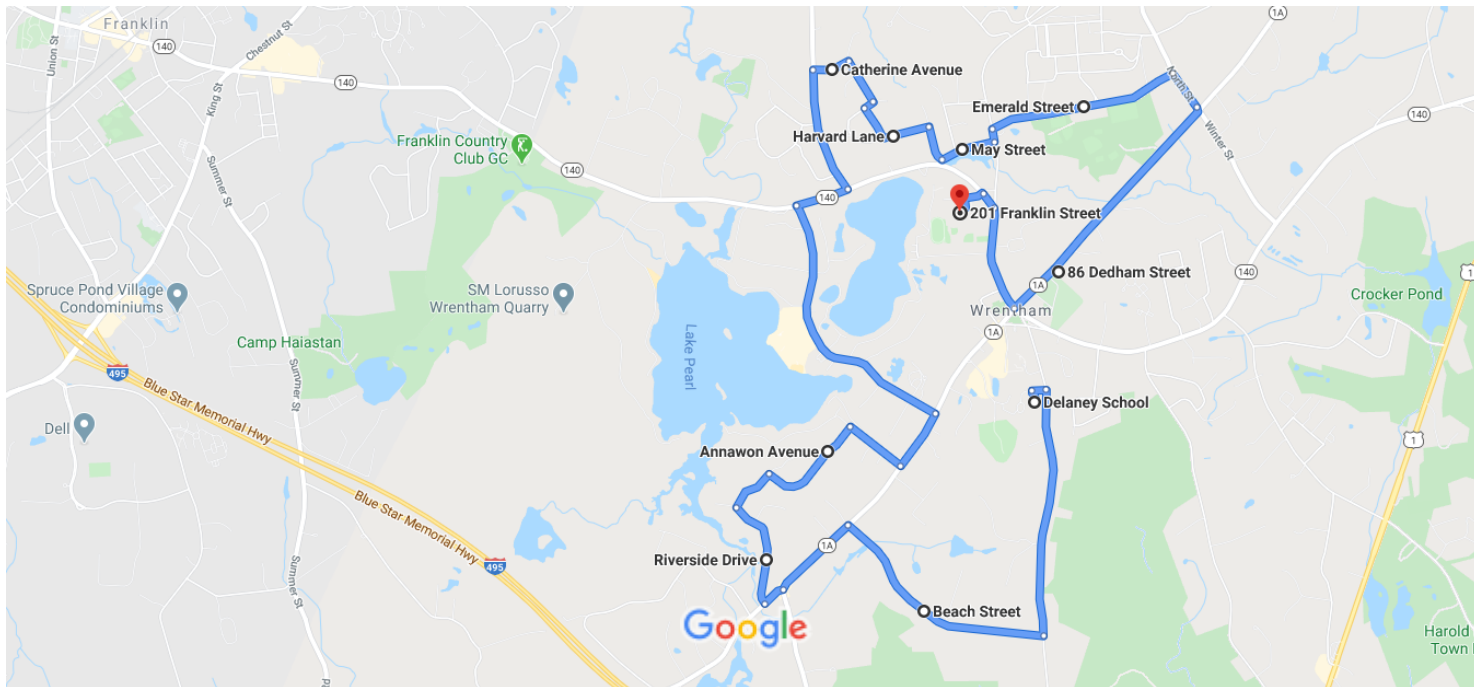 Franklin
140
Union St
Chestnut St
King St
140
Summer St
Franklin Country
Club GC
140
1A
Catherine Avenue
Emerald Street
North St
Harvard Lane
May Street
Winter St
140
140
201 Franklin Street
86 Dedham Street
1A
140
1
Spruce Pond Village
Condominiums
SM Lorusso
Wrentham Quarry
Wrentham
Crocker Pond
1A
Camp Haiastan
Lake Pearl
495
Blue Star Memorial Hwy
Summer St
Dell
Delaney School
1
Annawon Avenue
Blue Star Memorial Hwy
1A
495
Riverside Drive
Summer St
Beach Street
Google
Harold
Town